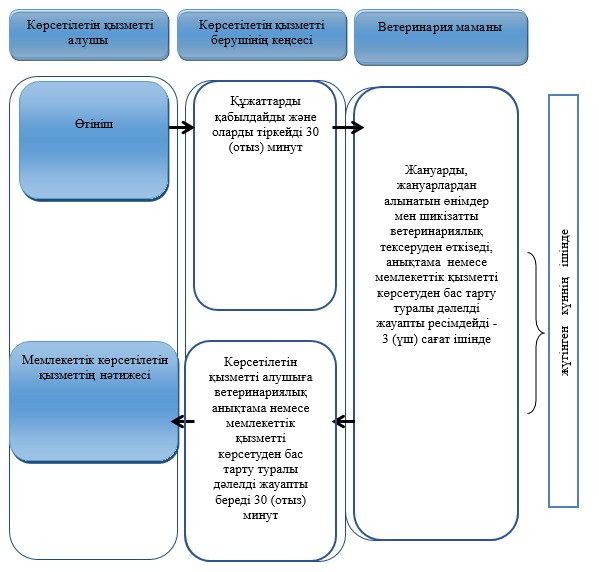 Көрсетілетін қызметті
алушы
Көрсетілетін қызметті
берушінің кеңсесі
Ветеринария маманы
Өтініш
Құжаттарды
қабылдайды және
оларды тіркейді 30
(отыз) минут
Жануарды,
жануарлардан
алынатын өнімдер
мен шикізатты
ветеринариялық
тексеруден өткізеді,
анықтама немесе
мемлекеттік қызметті
көрсетуден бас тарту
туралы дәлелді
жауапты ресімдейді -
3 (үш) сағат ішінде
жүгінген күннің ішінде
Көрсетілетін
қызметті алушыға
ветеринариялық
анықтама немесе
мемлекеттік
қызметті
көрсетуден бас
тарту туралы
дәлелді жауапты
береді 30 (отыз)
минут
Мемлекеттік көрсетілетін
қызметтің нәтижесі